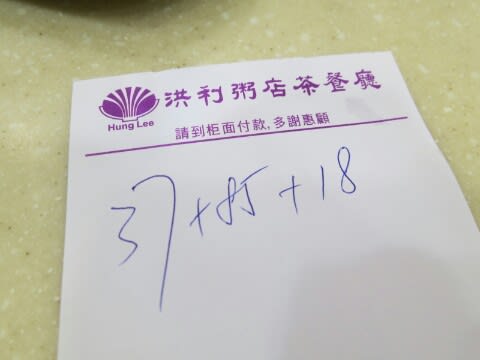 洪利粥店茶餐廳
Hung Lee
請到柜面付款，多謝惠顧
37+85+18